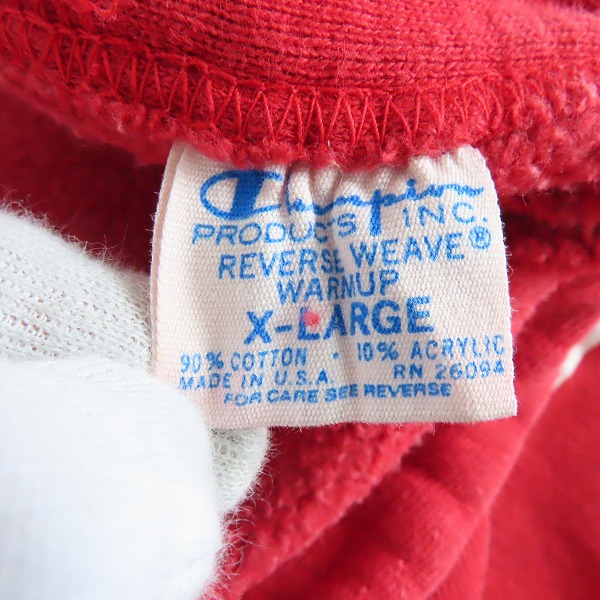 Champion
PRODUCTS INC.
REVERSE WEAVE®
WARMUP
X-LARGE
90% COTTON · 10% ACRYLIC
MADE IN U.S.A. RN 26094
FOR CARE SEE REVERSE